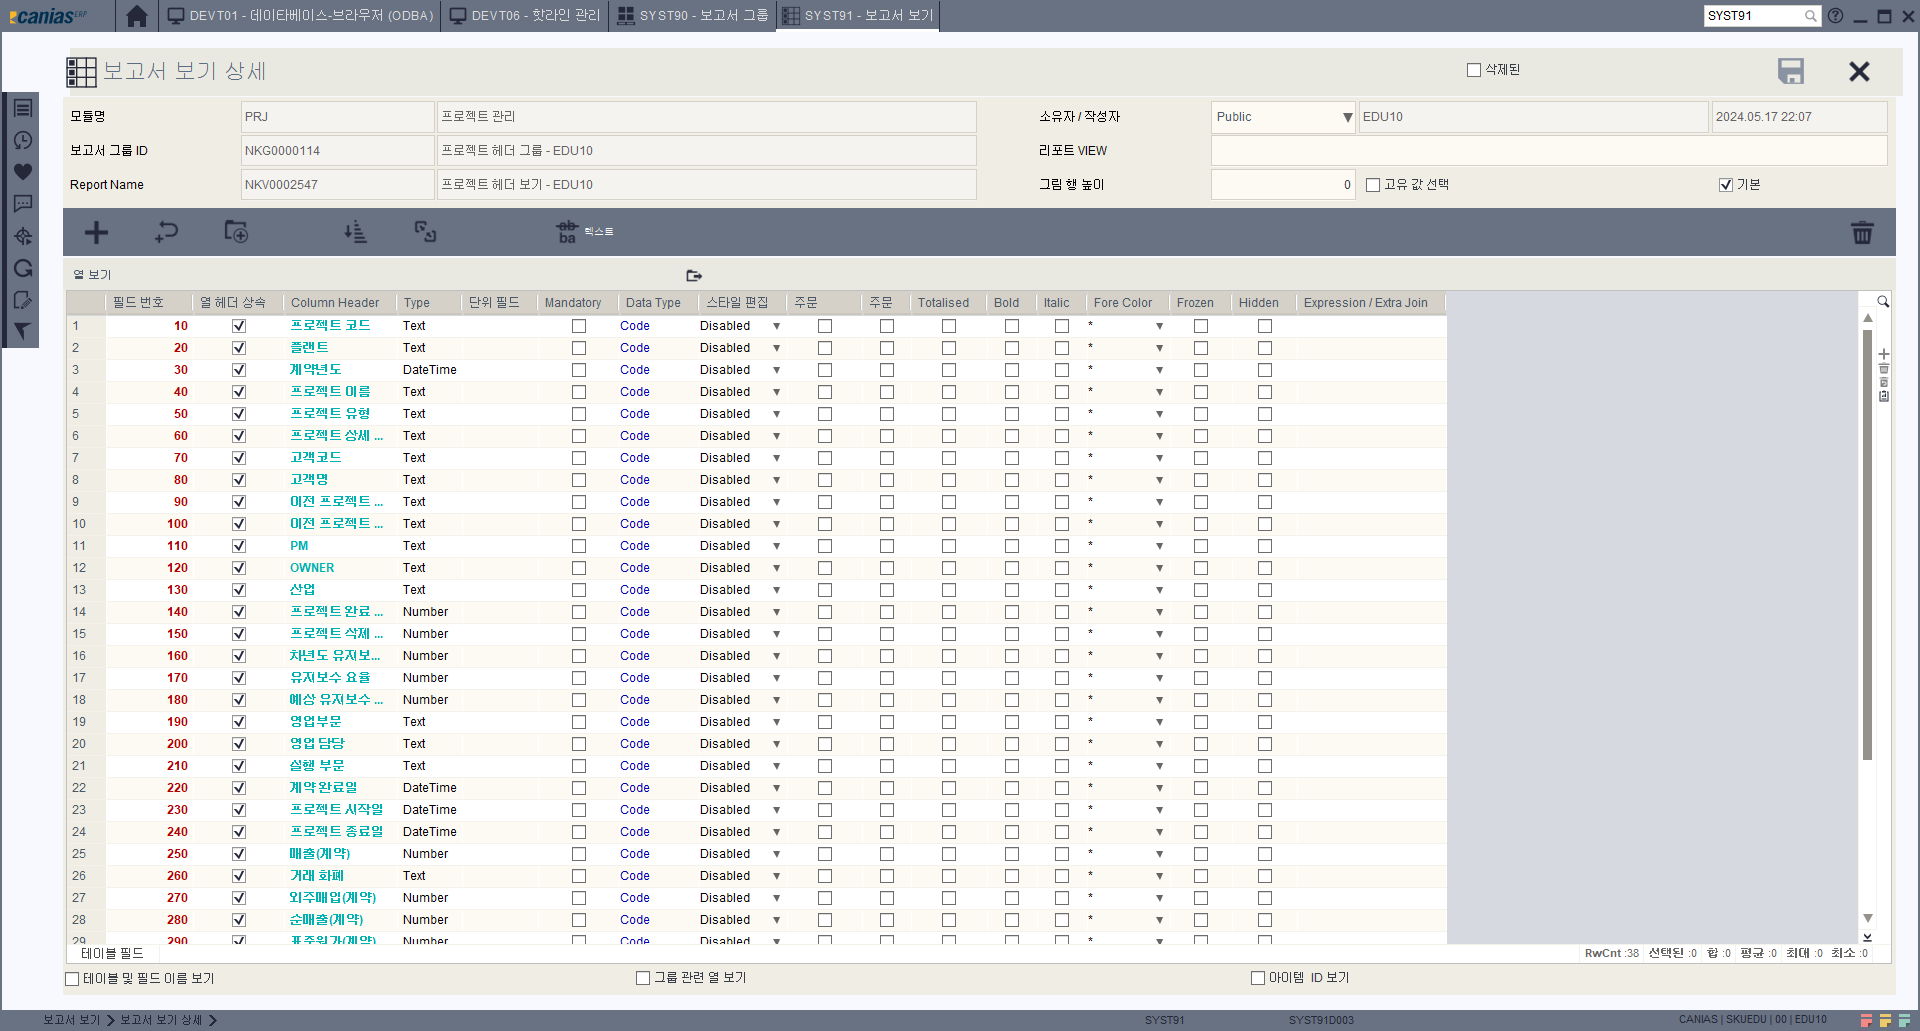 canias ERP DEVT01 - 데이타베이스-브라우저 (ODBA) DEVT06 - 핫라인 관리 SYST90 - 보고서 그룹 SYST91 - 보고서 보기 SYST91
보고서 보기 상세 삭제된
모듈명 PRJ 프로젝트 관리 소유자 / 작성자 Public EDU10 2024.05.17 22:07
보고서 그룹 ID NKG0000114 프로젝트 헤더 그룹 - EDU10 리포트 VIEW
Report Name NKV0002547 프로젝트 헤더 보기 - EDU10 그림 행 높이 0 고유 값 선택 기본
ab ba 텍스트
열 보기
필드 번호 열 헤더 상속 Column Header Type 단위 필드 Mandatory Data Type 스타일 편집 주문 주문 Totalised Bold Italic Fore Color Frozen Hidden Expression / Extra Join
1 10 프로젝트 코드 Text Code Disabled *
2 20 플랜트 Text Code Disabled *
3 30 계약년도 DateTime Code Disabled *
4 40 프로젝트 이름 Text Code Disabled *
5 50 프로젝트 유형 Text Code Disabled *
6 60 프로젝트 상세 ... Text Code Disabled *
7 70 고객코드 Text Code Disabled *
8 80 고객명 Text Code Disabled *
9 90 이전 프로젝트 ... Text Code Disabled *
10 100 이전 프로젝트 ... Text Code Disabled *
11 110 PM Text Code Disabled *
12 120 OWNER Text Code Disabled *
13 130 산업 Text Code Disabled *
14 140 프로젝트 완료 ... Number Code Disabled *
15 150 프로젝트 삭제 ... Number Code Disabled *
16 160 차년도 유지보... Number Code Disabled *
17 170 유지보수 요율 Number Code Disabled *
18 180 예상 유지보수 ... Number Code Disabled *
19 190 영업부문 Text Code Disabled *
20 200 영업 담당 Text Code Disabled *
21 210 실행 부문 Text Code Disabled *
22 220 계약 완료일 DateTime Code Disabled *
23 230 프로젝트 시작일 DateTime Code Disabled *
24 240 프로젝트 종료일 DateTime Code Disabled *
25 250 매출(계약) Number Code Disabled *
26 260 거래 화폐 Text Code Disabled *
27 270 외주매입(계약) Number Code Disabled *
28 280 순매출(계약) Number Code Disabled *
29 290 표준원가(계약) Number Code Disabled *
테이블 필드 RwCnt :38 선택된 :0 합 :0 평균 :0 최대 :0 최소 :0
테이블 및 필드 이름 보기 그룹 관련 열 보기 아이템 ID 보기
보고서 보기 보고서 보기 상세 SYST91 SYST91D003 CANIAS | SKUEDU | 00 | EDU10